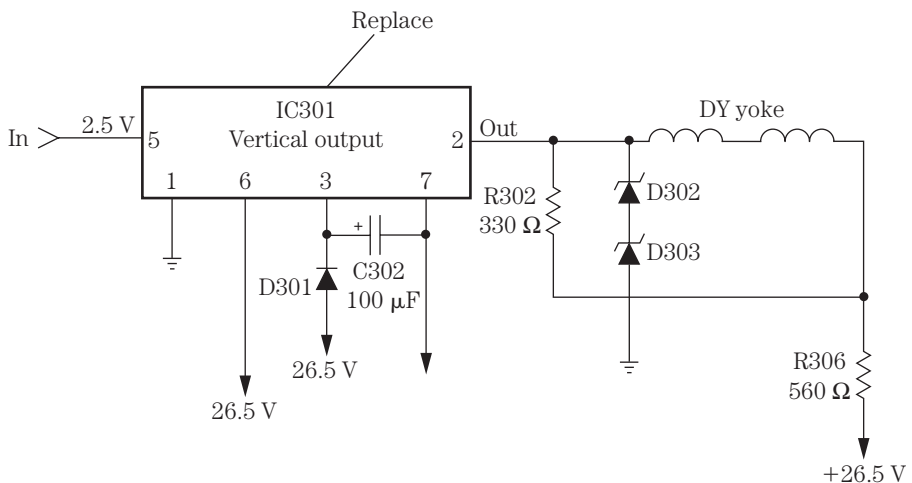 Replace
IC301
Vertical output
In
2.5 V
5
2
Out
1
6
3
7
DY yoke
R302
330 Ω
D302
D303
+
C302
100 μF
D301
26.5 V
26.5 V
R306
560 Ω
+26.5 V